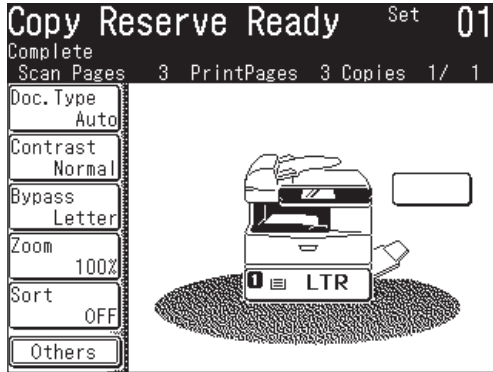 Copy Reserve Ready Set 01
Complete
Scan Pages 3 PrintPages 3 Copies 1/ 1
Doc.Type
Auto
Contrast
Normal
Bypass
Letter
Zoom
100%
Sort
OFF
Others
1 LTR